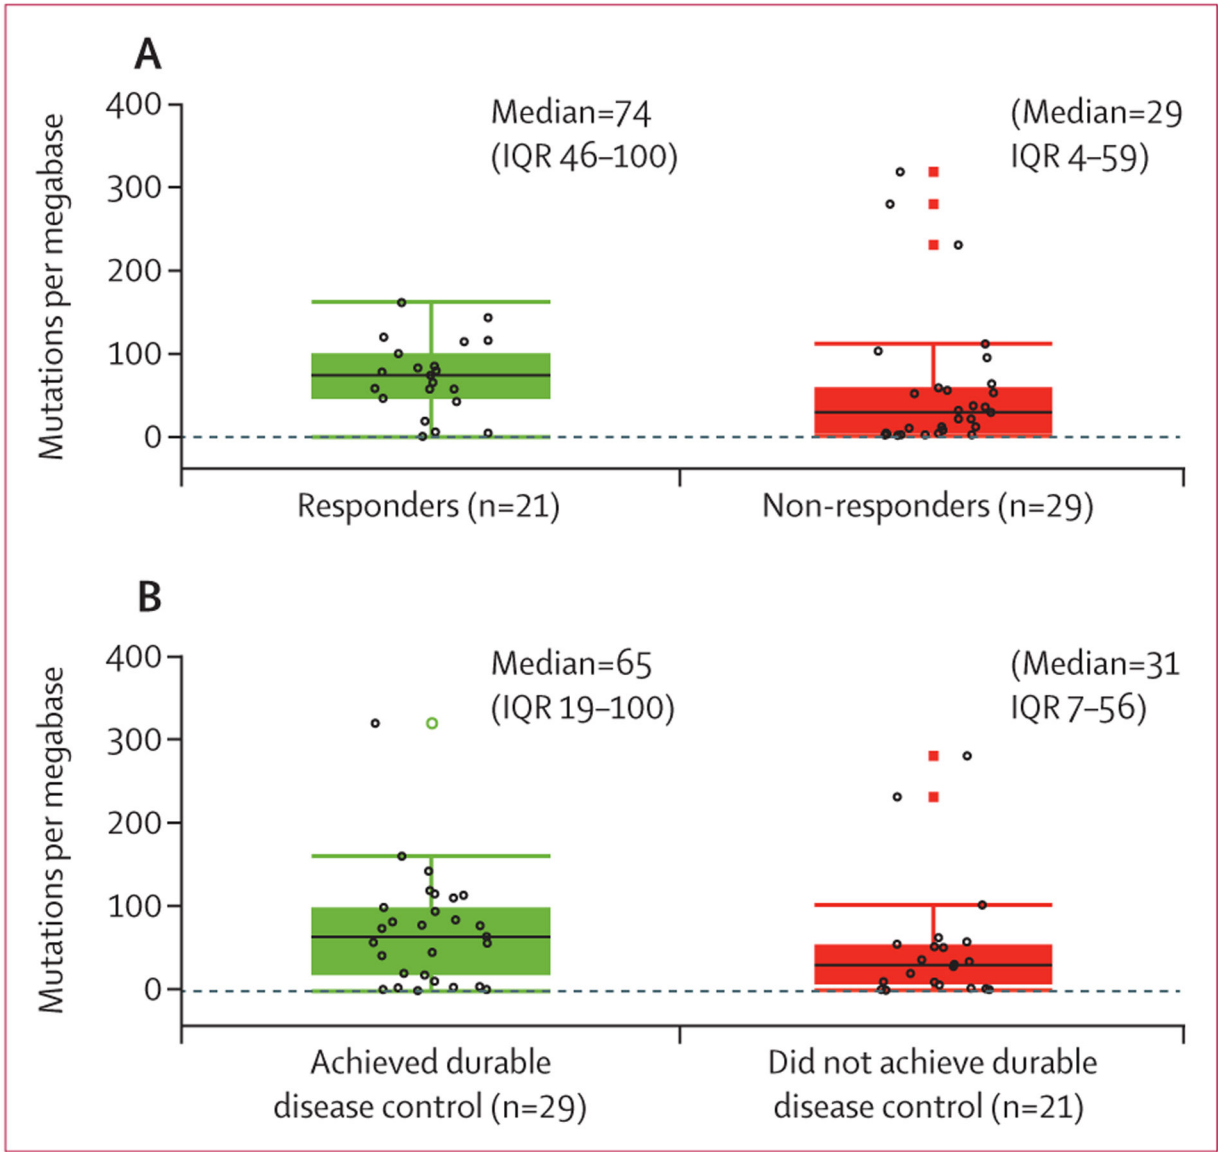 A
Mutations per megabase
400
300
200
100
0
Median=74
(IQR 46–100)
(Median=29
IQR 4–59)
Responders (n=21)
Non-responders (n=29)
B
Mutations per megabase
400
300
200
100
0
Median=65
(IQR 19–100)
(Median=31
IQR 7–56)
Achieved durable
disease control (n=29)
Did not achieve durable
disease control (n=21)